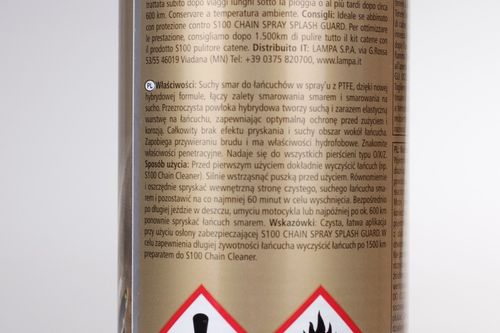 trattata subito dopo viaggi lunghi sotto la pioggia o al più tardi dopo circa
600 km. Conservare a temperatura ambiente. Consigli: Ideale se abbinato
con protezione contro S100 CHAIN SPRAY SPLASH GUARD. Per ottimizzare
le prestazione, consigliamo dopo 1.500km di pulire tutto il kit catene con
il prodotto S100 pulitore catene. Distribuito IT: LAMPA S.P.A. via G.Rossa
53/55 46019 Viadana (MN) Tel +39 0375 820700, www.lampa.it
PL Właściwości: Suchy smar do łańcuchów w spray'u z PTFE, dzięki nowej
hybrydowej formule, łączy zalety smarowania smarem i smarowania na
sucho. Przezroczysta powłoka hybrydowa tworzy suchą i zarazem elastyczną
warstwę na łańcuchu, zapewniając optymalną ochronę przed zużyciem i
korozją. Całkowity brak efektu pryskania i suchy obszar wokół łańcucha.
Zapobiega przywieraniu brudu i ma właściwości hydrofobowe. Znakomite
właściwości penetracyjne. Nadaje się do wszystkich pierścieni typu O/X/Z.
Sposób użycia: Przed pierwszym użyciem dokładnie wyczyścić łańcuch (np.
S100 Chain Cleaner). Silnie wstrząsnąć puszką przed użyciem. Równomiernie
i oszczędnie spryskać wewnętrzną stronę czystego, suchego łańcucha smarem
i pozostawić na co najmniej 60 minut w celu wyschnięcia. Bezpośrednio
po długiej jeździe w deszczu, umyciu motocykla lub najpóźniej po ok. 600 km
ponownie spryskać łańcuch smarem. Wskazówki: Czysta, łatwa aplikacja
przy użyciu osłony zabezpieczającej S100 CHAIN SPRAY SPLASH GUARD. W
celu zapewnienia długiej żywotności łańcucha wyczyścić łańcuch po 1500 km
preparatem do S100 Chain Cleaner.